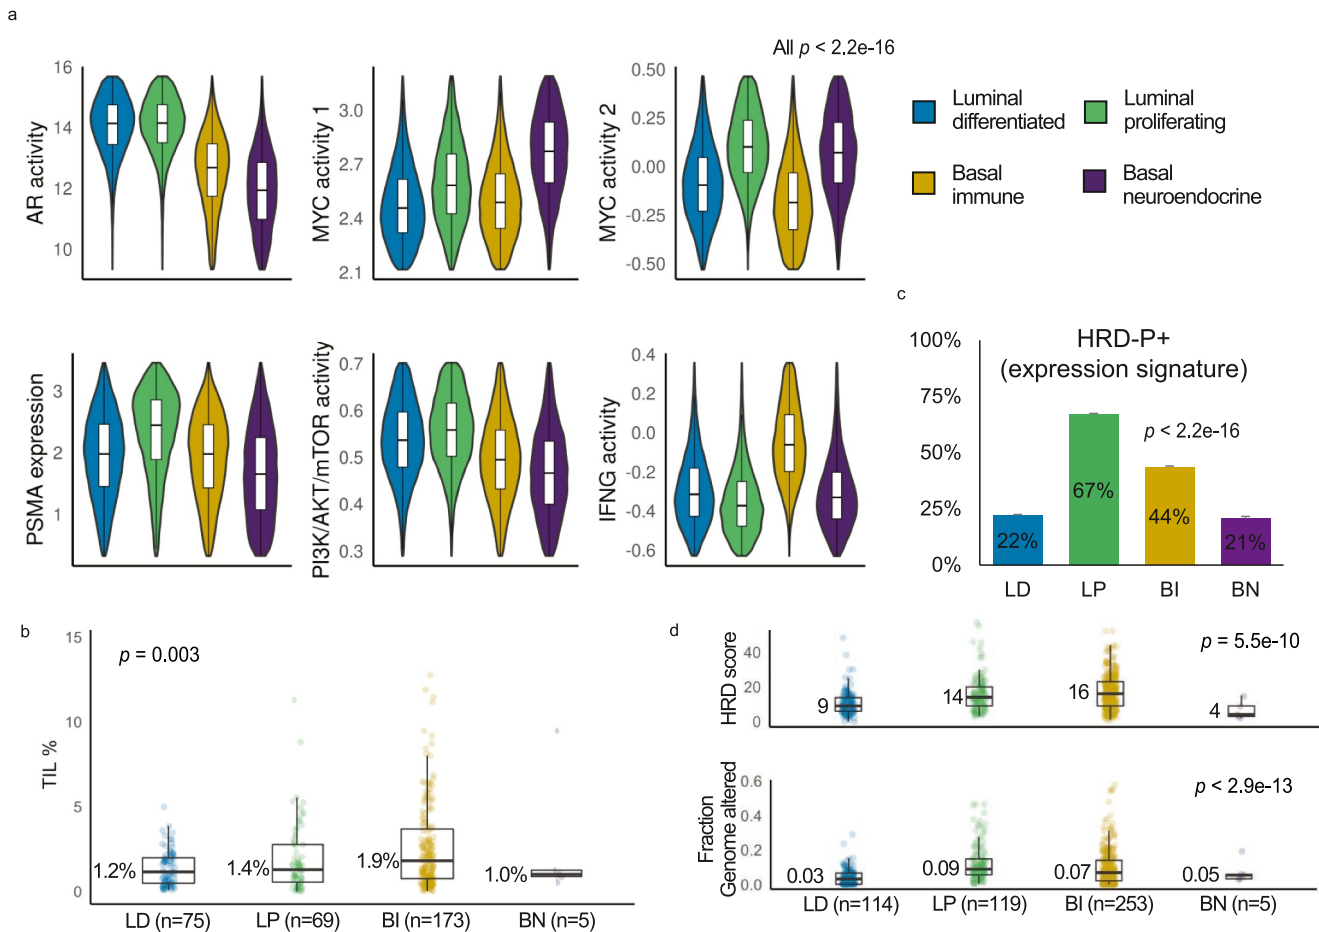 a
All p < 2.2e-16
AR activity
16
14
12
10
MYC activity 1
3.0
2.7
2.4
2.1
MYC activity 2
0.50
0.25
0.00
-0.25
-0.50
Luminal
differentiated
Luminal
proliferating
Basal
immune
Basal
neuroendocrine
PSMA expression
3
2
1
PI3K/AKT/mTOR activity
0.7
0.6
0.5
0.4
0.3
IFNG activity
0.4
0.2
0.0
-0.2
-0.4
-0.6
c
HRD-P+
(expression signature)
p < 2.2e-16
100%
75%
50%
25%
0%
22%
67%
44%
21%
LD LP BI BN
b
p = 0.003
TIL %
15
10
5
0
1.2%
1.4%
1.9%
1.0%
LD (n=75) LP (n=69) BI (n=173) BN (n=5)
d
p = 5.5e-10
HRD score
40
20
0
9
14
16
4
p < 2.9e-13
Fraction
Genome altered
0.6
0.4
0.2
0.0
0.03
0.09
0.07
0.05
LD (n=114) LP (n=119) BI (n=253) BN (n=5)